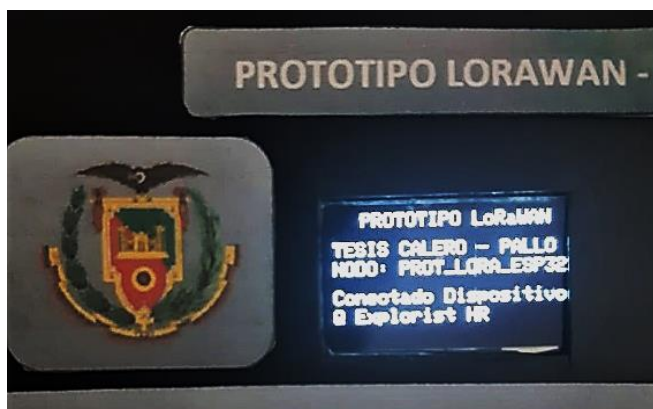 PROTOTIPO LORAWAN -
PROTOTIPO LoRaWAN
TESIS CALERO - PALLO
NODO: PROT_LORA_ESP32
Conectado Dispositivo
Q Explorist HR